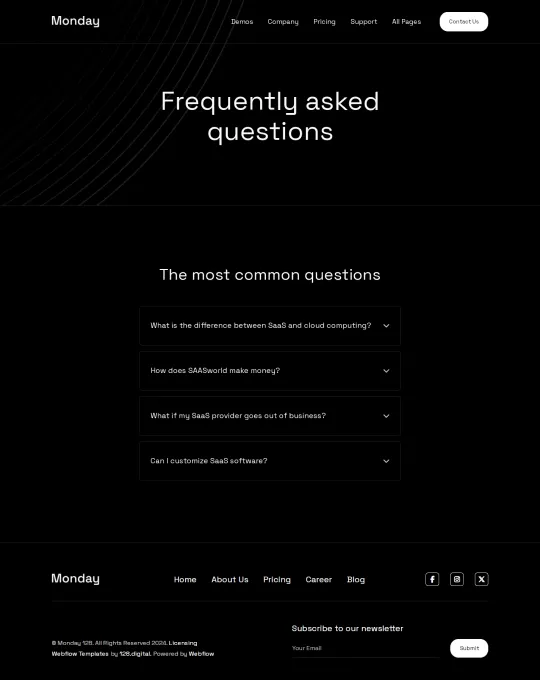 Monday
Demos Company Pricing Support All Pages Contact Us
Frequently asked
questions
The most common questions
What is the difference between SaaS and cloud computing?
How does SAASworld make money?
What if my SaaS provider goes out of business?
Can I customize SaaS software?
Monday
Home About Us Pricing Career Blog
Subscribe to our newsletter
© Monday 128. All Rights Reserved 2024. Licensing
Webflow Templates by 128.digital. Powered by Webflow
Your Email
Submit